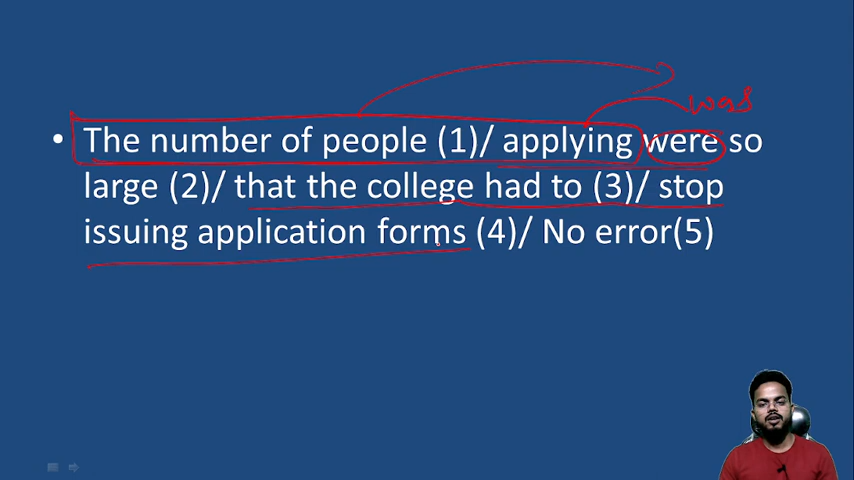 was
• The number of people (1)/ applying were so
large (2)/ that the college had to (3)/ stop
issuing application forms (4)/ No error(5)